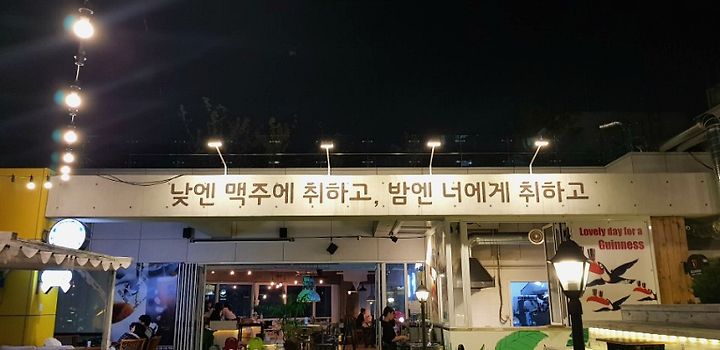 낮엔 맥주에 취하고, 밤엔 너에게 취하고
Lovely day for a
Guinness